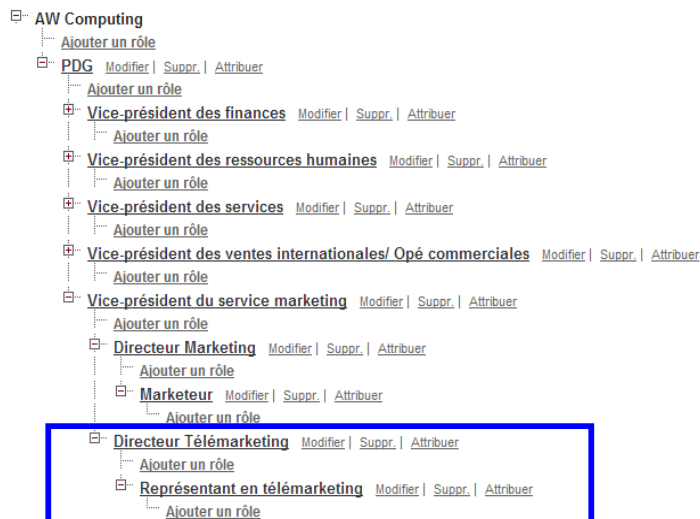 AW Computing
Ajouter un rôle
PDG Modifier | Suppr. | Attribuer
Ajouter un rôle
Vice-président des finances Modifier | Suppr. | Attribuer
Ajouter un rôle
Vice-président des ressources humaines Modifier | Suppr. | Attribuer
Ajouter un rôle
Vice-président des services Modifier | Suppr. | Attribuer
Ajouter un rôle
Vice-président des ventes internationales/ Opé commerciales Modifier | Suppr. | Attribuer
Ajouter un rôle
Vice-président du service marketing Modifier | Suppr. | Attribuer
Ajouter un rôle
Directeur Marketing Modifier | Suppr. | Attribuer
Ajouter un rôle
Marketeur Modifier | Suppr. | Attribuer
Ajouter un rôle
Directeur Télémarketing Modifier | Suppr. | Attribuer
Ajouter un rôle
Représentant en télémarketing Modifier | Suppr. | Attribuer
Ajouter un rôle